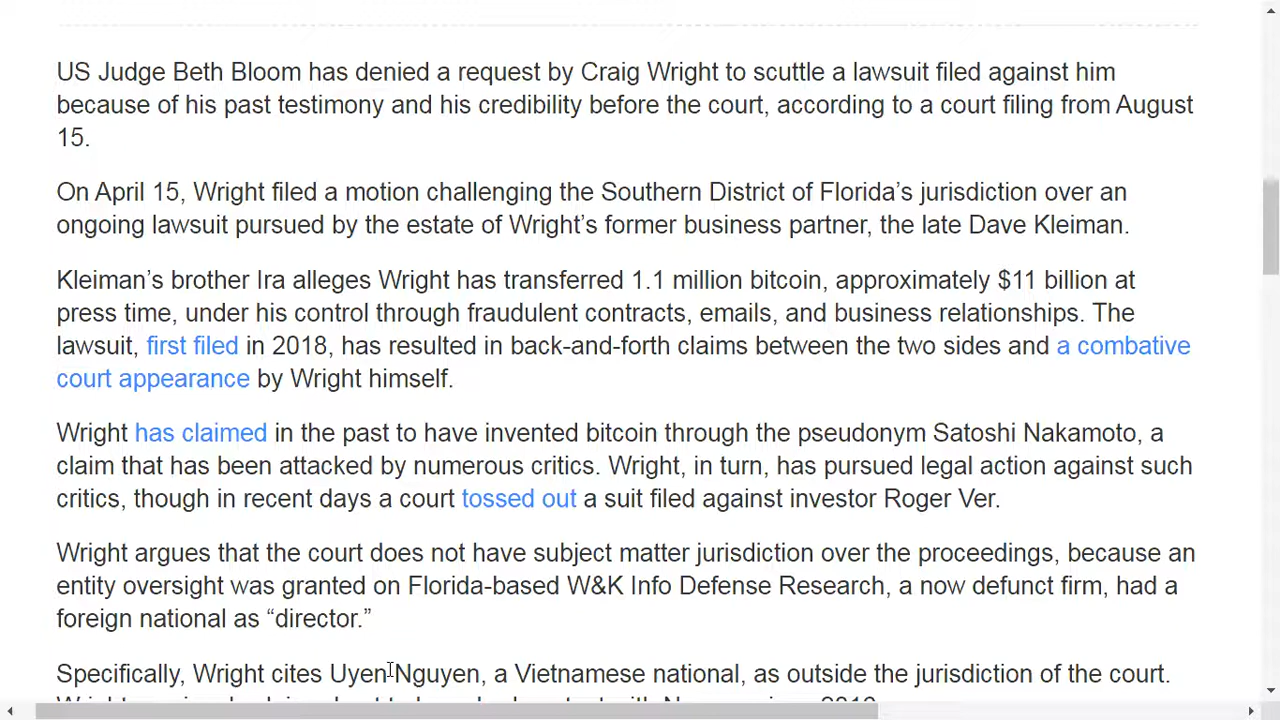 US Judge Beth Bloom has denied a request by Craig Wright to scuttle a lawsuit filed against him
because of his past testimony and his credibility before the court, according to a court filing from August
15.
On April 15, Wright filed a motion challenging the Southern District of Florida’s jurisdiction over an
ongoing lawsuit pursued by the estate of Wright’s former business partner, the late Dave Kleiman.
Kleiman’s brother Ira alleges Wright has transferred 1.1 million bitcoin, approximately $11 billion at
press time, under his control through fraudulent contracts, emails, and business relationships. The
lawsuit, first filed in 2018, has resulted in back-and-forth claims between the two sides and a combative
court appearance by Wright himself.
Wright has claimed in the past to have invented bitcoin through the pseudonym Satoshi Nakamoto, a
claim that has been attacked by numerous critics. Wright, in turn, has pursued legal action against such
critics, though in recent days a court tossed out a suit filed against investor Roger Ver.
Wright argues that the court does not have subject matter jurisdiction over the proceedings, because an
entity oversight was granted on Florida-based W&K Info Defense Research, a now defunct firm, had a
foreign national as “director.”
Specifically, Wright cites Uyen Nguyen, a Vietnamese national, as outside the jurisdiction of the court.